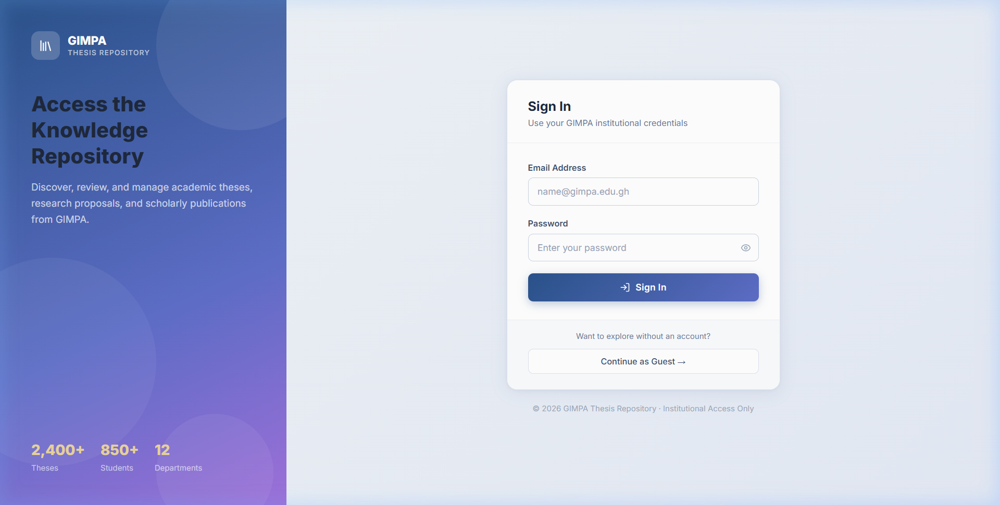 GIMPA
THESIS REPOSITORY
Access the
Knowledge
Repository
Discover, review, and manage academic theses,
research proposals, and scholarly publications
from GIMPA.
2,400+
Theses
850+
Students
12
Departments
Sign In
Use your GIMPA institutional credentials
Email Address
name@gimpa.edu.gh
Password
Enter your password
Sign In
Want to explore without an account?
Continue as Guest →
© 2026 GIMPA Thesis Repository · Institutional Access Only